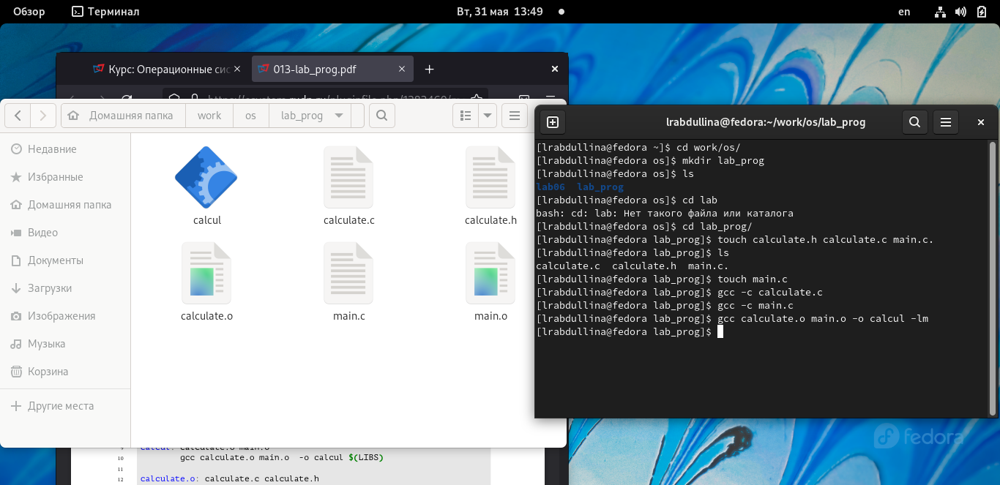 Обзор
Терминал
Вт, 31 мая 13:49
en
Курс: Операционные сис
013-lab_prog.pdf
Домашняя папка
work
os
lab_prog
Недавние
Избранные
Домашняя папка
Видео
Документы
Загрузки
Изображения
Музыка
Корзина
Другие места
calcul
calculate.c
calculate.h
calculate.o
main.c
main.o
lrabdullina@fedora:~/work/os/lab_prog
[lrabdullina@fedora ~]$ cd work/os/
[lrabdullina@fedora os]$ mkdir lab_prog
[lrabdullina@fedora os]$ ls
lab06 lab_prog
[lrabdullina@fedora os]$ cd lab
bash: cd: lab: Нет такого файла или каталога
[lrabdullina@fedora os]$ cd lab_prog/
[lrabdullina@fedora lab_prog]$ touch calculate.h calculate.c main.c.
[lrabdullina@fedora lab_prog]$ ls
calculate.c calculate.h main.c.
[lrabdullina@fedora lab_prog]$ touch main.c
[lrabdullina@fedora lab_prog]$ gcc -c calculate.c
[lrabdullina@fedora lab_prog]$ gcc -c main.c
[lrabdullina@fedora lab_prog]$ gcc calculate.o main.o -o calcul -lm
[lrabdullina@fedora lab_prog]$
9 calcul: calculate.o main.o
10 gcc calculate.o main.o -o calcul $(LIBS)
11
12 calculate.o: calculate.c calculate.h
fedora